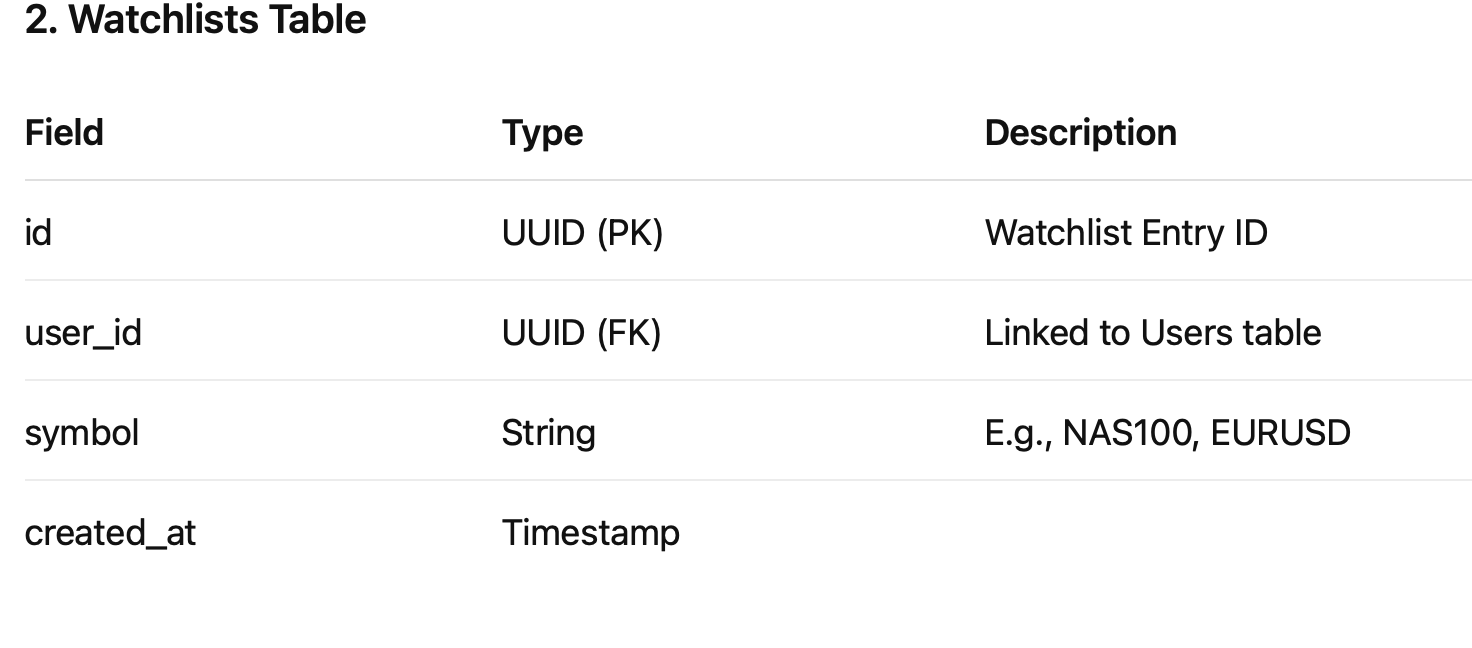 2. Watchlists Table
Field Type Description
id UUID (PK) Watchlist Entry ID
user_id UUID (FK) Linked to Users table
symbol String E.g., NAS100, EURUSD
created_at Timestamp